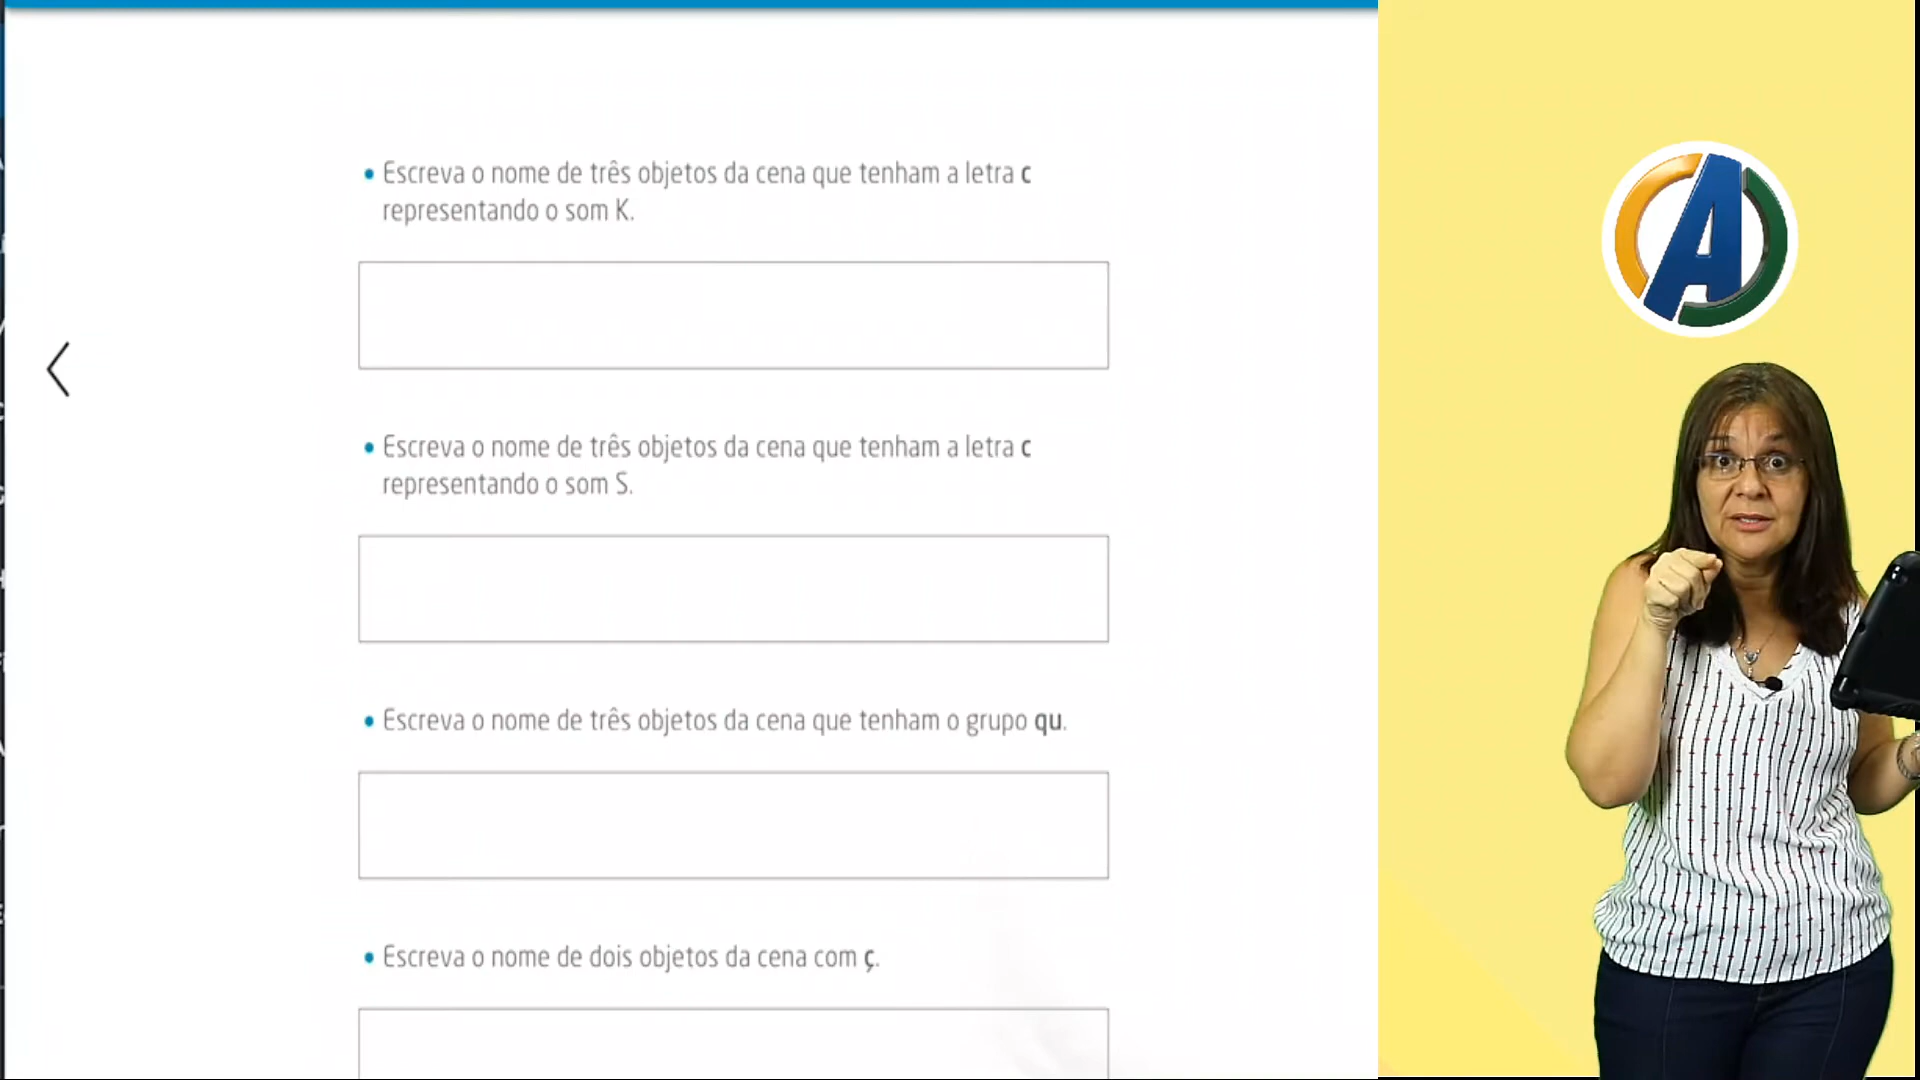 • Escreva o nome de três objetos da cena que tenham a letra c
representando o som K.
• Escreva o nome de três objetos da cena que tenham a letra c
representando o som S.
• Escreva o nome de três objetos da cena que tenham o grupo qu.
• Escreva o nome de dois objetos da cena com ç.
A